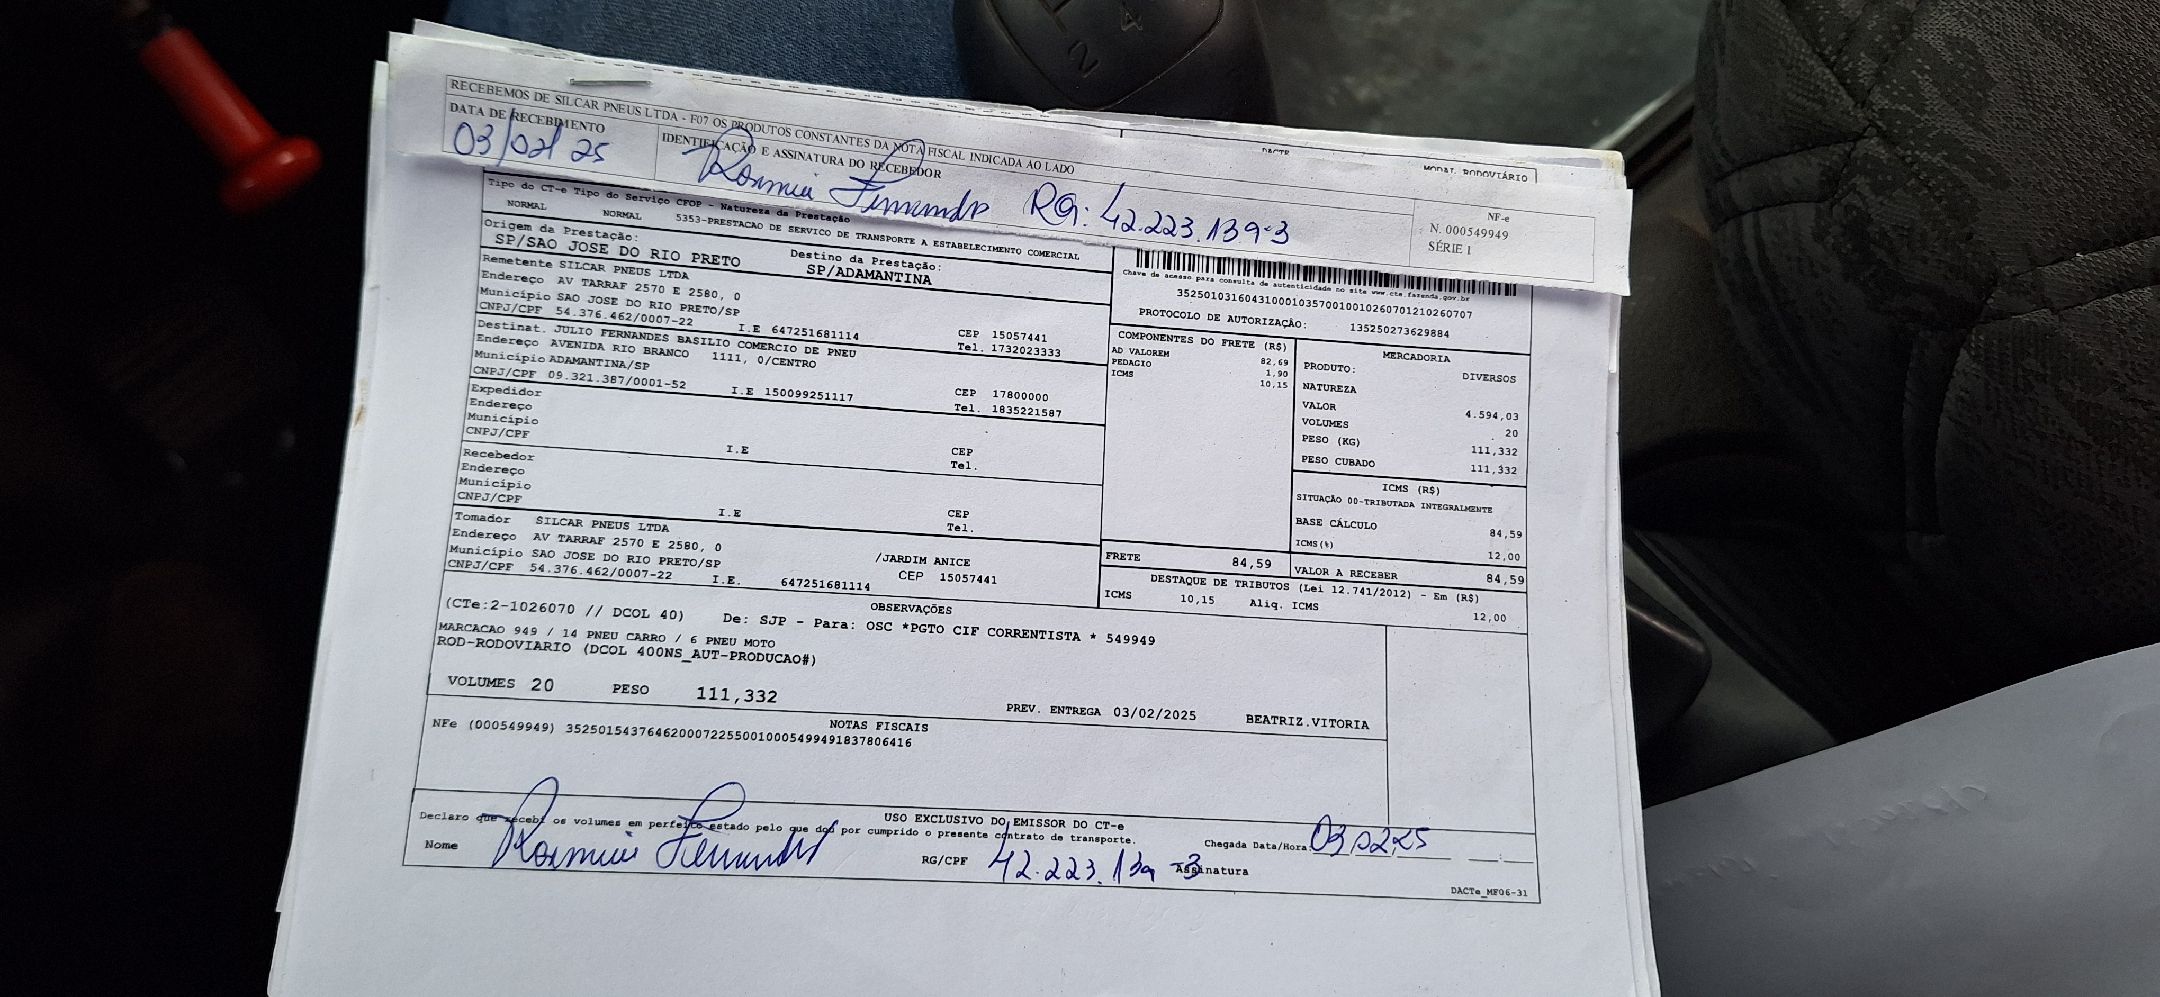 RECEBEMOS DE SILCAR PNEUS LTDA - F07 OS PRODUTOS CONSTANTES DA NOTA FISCAL INDICADA AO LADO
DATA DE RECEBIMENTO
03/02/25
IDENTIFICAÇÃO E ASSINATURA DO RECEBEDOR
RG: 42.223.139-3
NF-e
N. 000549949
SÉRIE 1
DACTE
MODAL RODOVIÁRIO
Tipo do CT-e Tipo do Serviço CFOP - Natureza da Prestação
NORMAL NORMAL 5353-PRESTACAO DE SERVICO DE TRANSPORTE A ESTABELECIMENTO COMERCIAL
Origem da Prestação: Destino da Prestação:
SP/SAO JOSE DO RIO PRETO SP/ADAMANTINA
Remetente SILCAR PNEUS LTDA
Endereço AV TARRAF 2570 E 2580, 0
Município SAO JOSE DO RIO PRETO/SP CEP 15057441
CNPJ/CPF 54.376.462/0007-22 I.E 647251681114 Tel. 1732023333
Destinat. JULIO FERNANDES BASILIO COMERCIO DE PNEU
Endereço AVENIDA RIO BRANCO 1111, 0/CENTRO
Município ADAMANTINA/SP CEP 17800000
CNPJ/CPF 09.321.387/0001-52 I.E 150099251117 Tel. 1835221587
Expedidor
Endereço
Município CEP
CNPJ/CPF I.E Tel.
Recebedor
Endereço
Município CEP
CNPJ/CPF I.E Tel.
Tomador SILCAR PNEUS LTDA
Endereço AV TARRAF 2570 E 2580, 0 /JARDIM ANICE
Município SAO JOSE DO RIO PRETO/SP CEP 15057441
CNPJ/CPF 54.376.462/0007-22 I.E. 647251681114
Chave de acesso para consulta de autenticidade no site www.cte.fazenda.gov.br
35250103160431000103570010010260701210260707
PROTOCOLO DE AUTORIZAÇÃO: 135250273629884
COMPONENTES DO FRETE (R$)
AD VALOREM 82,69
PEDAGIO 1,90
ICMS 10,15
MERCADORIA
PRODUTO: DIVERSOS
NATUREZA
VALOR 4.594,03
VOLUMES 20
PESO (KG) 111,332
PESO CUBADO 111,332
ICMS (R$)
SITUAÇÃO 00-TRIBUTADA INTEGRALMENTE
BASE CÁLCULO 84,59
ICMS(%) 12,00
FRETE 84,59 VALOR A RECEBER 84,59
DESTAQUE DE TRIBUTOS (Lei 12.741/2012) - Em (R$)
ICMS 10,15 Aliq. ICMS 12,00
OBSERVAÇÕES
(CTe:2-1026070 // DCOL 40) De: SJP - Para: OSC *PGTO CIF CORRENTISTA * 549949
MARCACAO 949 / 14 PNEU CARRO / 6 PNEU MOTO
ROD-RODOVIARIO (DCOL 400NS_AUT-PRODUCAO#)
VOLUMES 20 PESO 111,332
PREV. ENTREGA 03/02/2025 BEATRIZ.VITORIA
NOTAS FISCAIS
NFe (000549949) 35250154376462000722550010005499491837806416
USO EXCLUSIVO DO EMISSOR DO CT-e
Declaro que recebi os volumes em perfeito estado pelo que dou por cumprido o presente contrato de transporte.
Chegada Data/Hora: 03/02/25
Nome
RG/CPF 42.223.139-3
Assinatura
DACTe_MF06-31